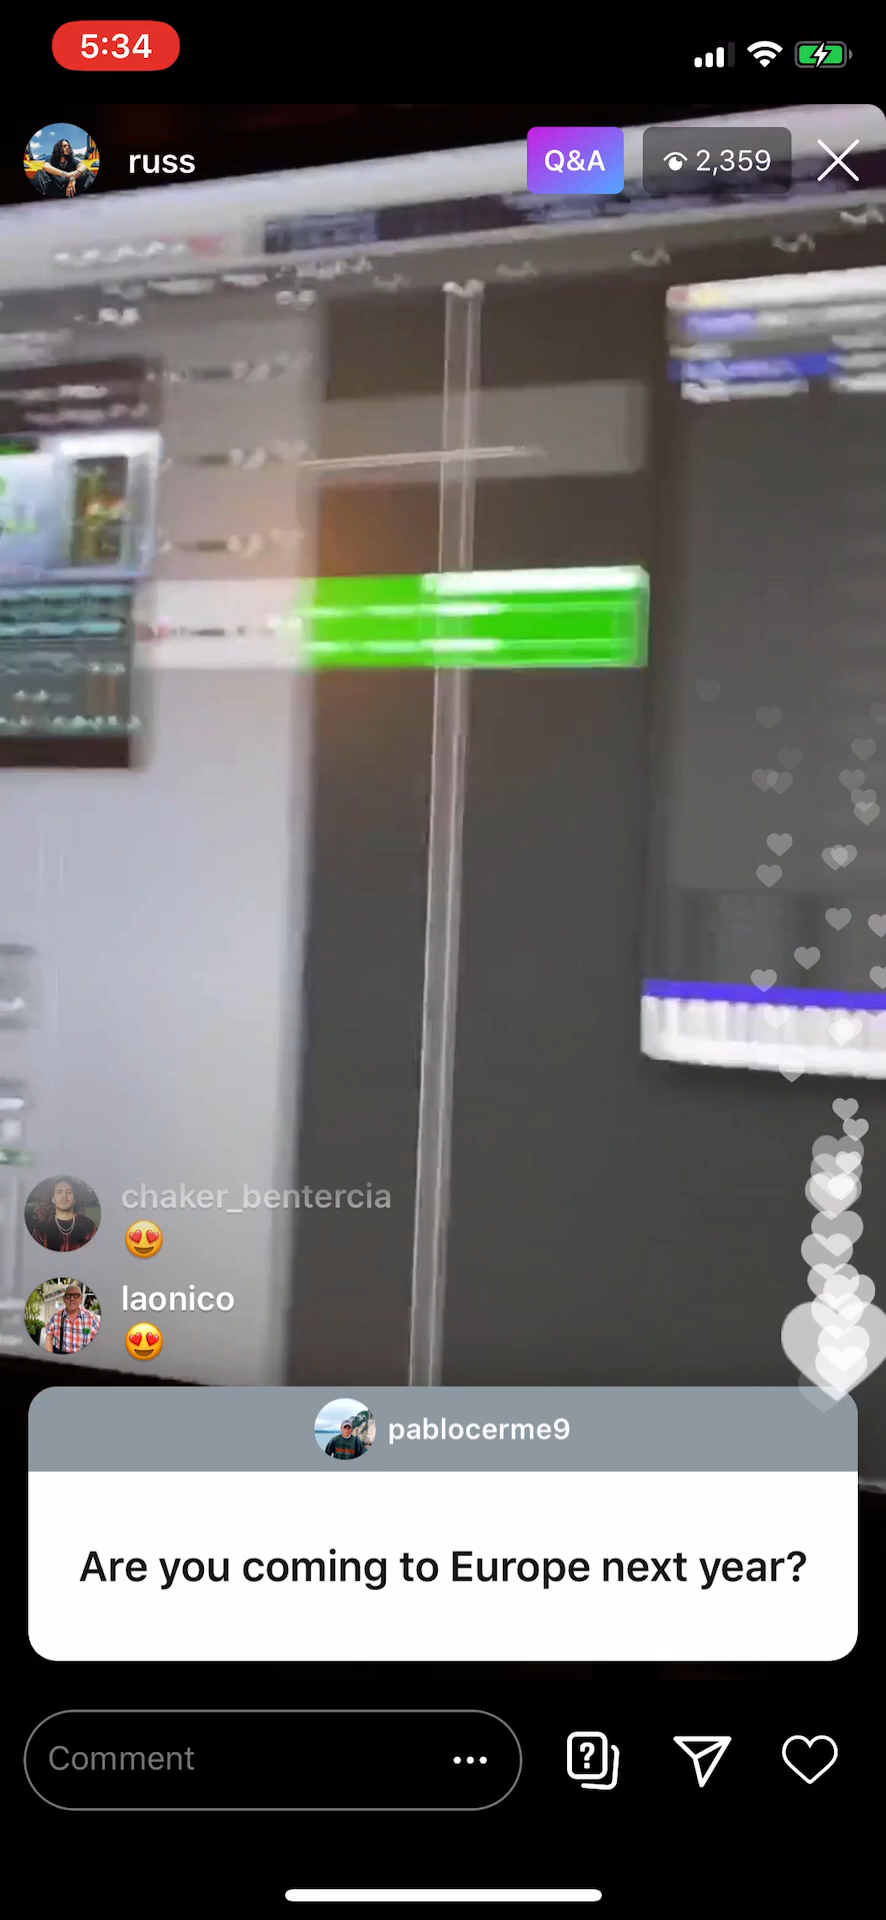 5:34
russ
Q&A
2,359
chaker_bentercia
😍
laonico
😍
pablocerme9
Are you coming to Europe next year?
Comment